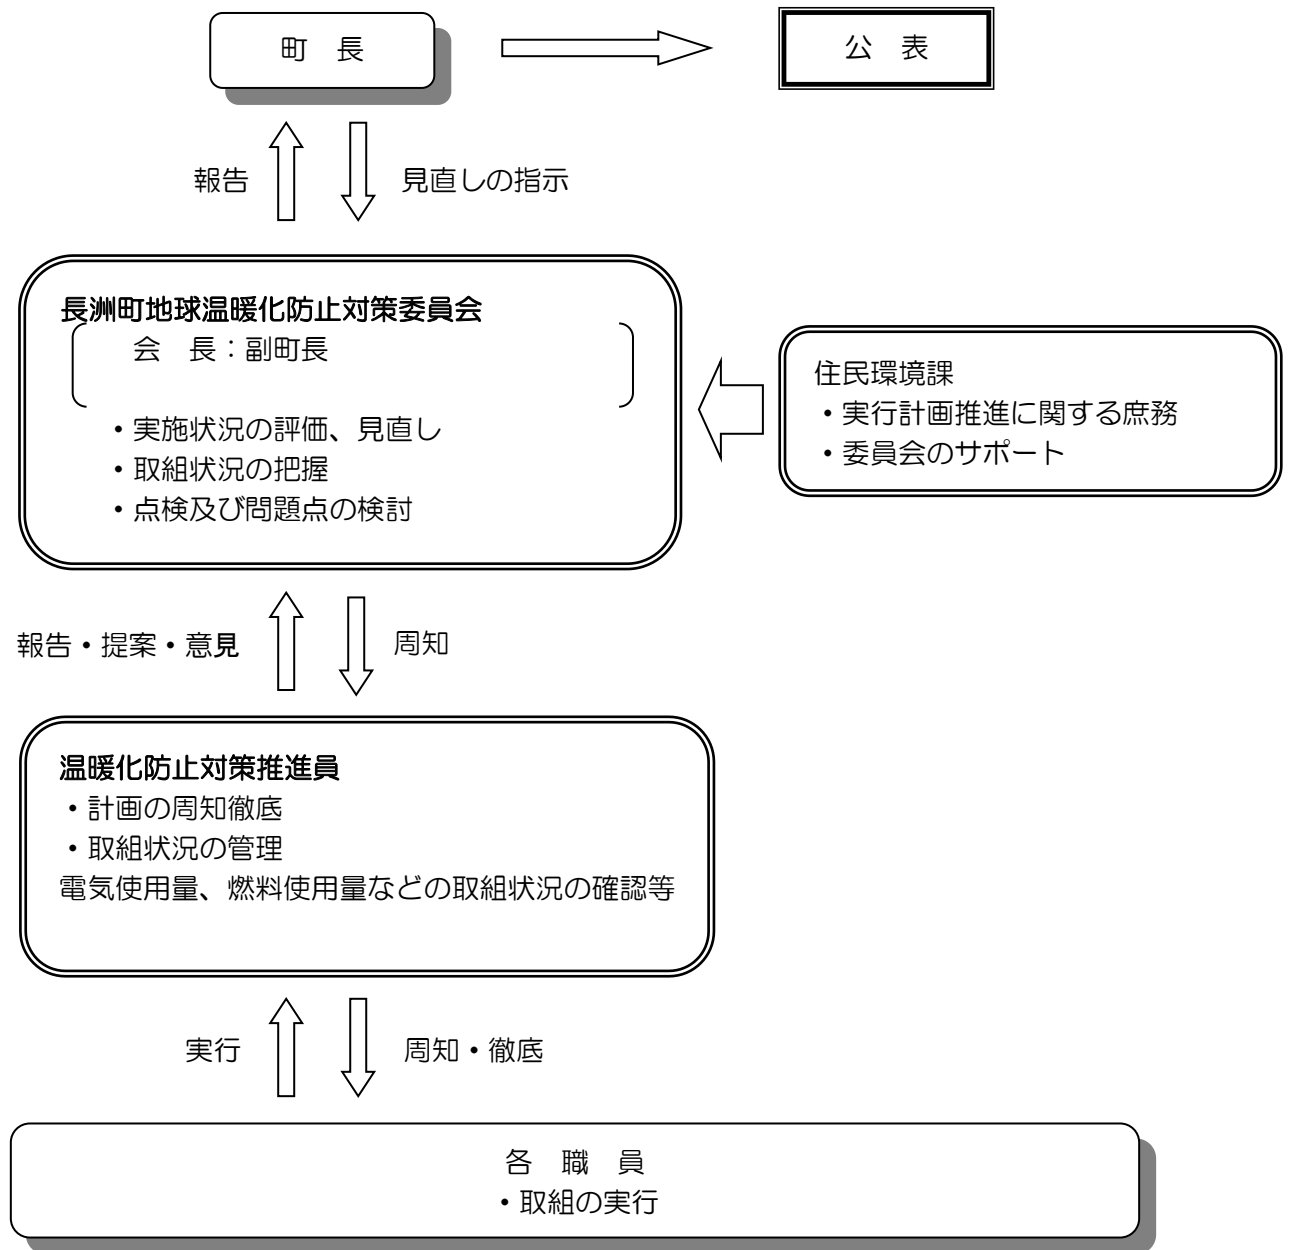 町　長
公　表
報告
見直しの指示
長洲町地球温暖化防止対策委員会
会　長：副町長
・実施状況の評価、見直し
・取組状況の把握
・点検及び問題点の検討
住民環境課
・実行計画推進に関する庶務
・委員会のサポート
報告・提案・意見
周知
温暖化防止対策推進員
・計画の周知徹底
・取組状況の管理
電気使用量、燃料使用量などの取組状況の確認等
実行
周知・徹底
各　職　員
・取組の実行